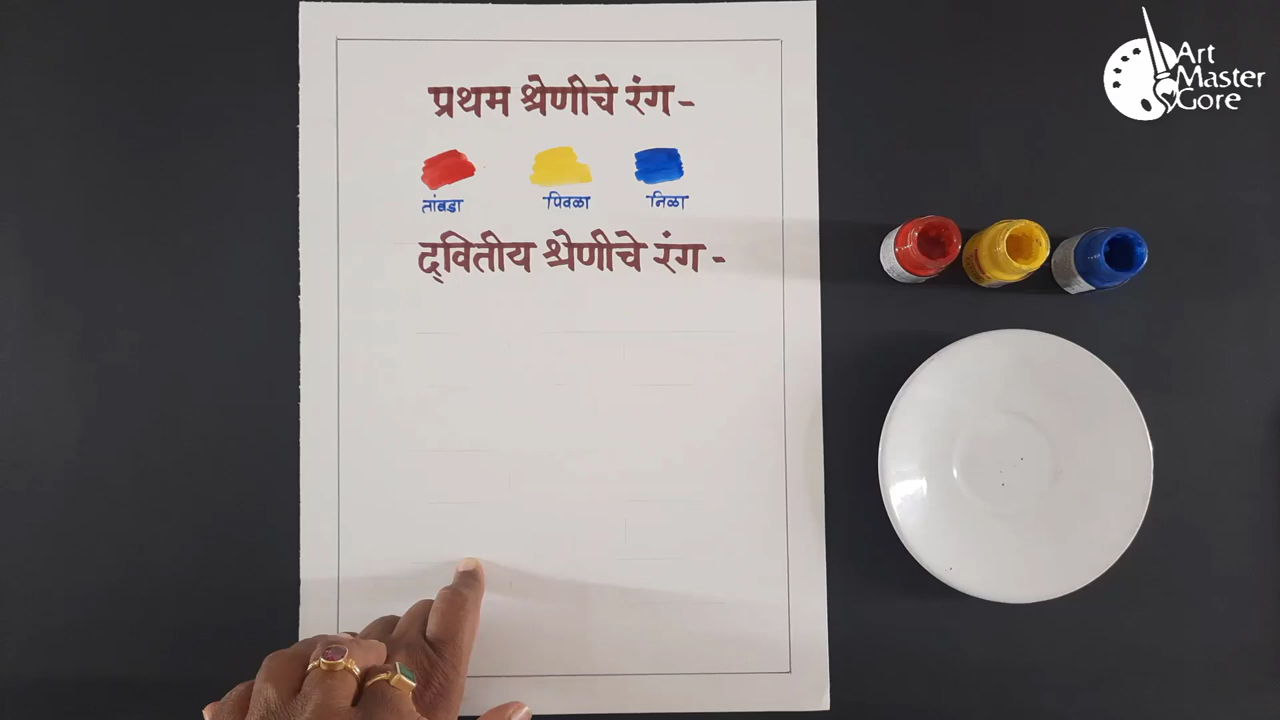 प्रथम श्रेणीचे रंग -
तांबडा पिवळा निळा
द्वितीय श्रेणीचे रंग -
Art
Master
Gore